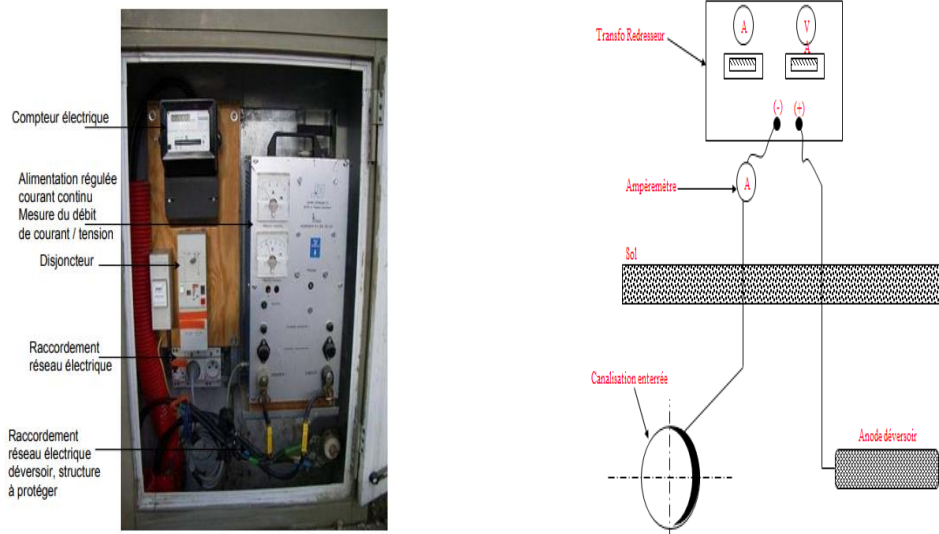 Compteur électrique
Alimentation régulée
courant continu
Mesure du débit
de courant / tension
Disjoncteur
Raccordement
réseau électrique
Raccordement
réseau électrique
déversoir, structure
à protéger
Transfo Redresseur
A
V
A
(-)
(+)
Ampèremètre
A
Sol
Canalisation enterrée
Anode déversoir